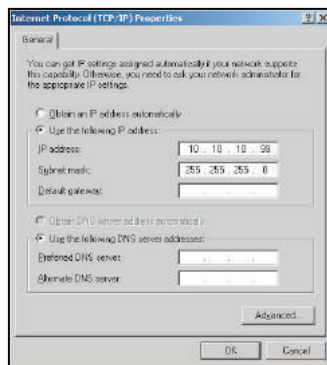 Internet Protocol (TCP/IP) Properties
General
You can get IP settings assigned automatically if your network supports
this capability. Otherwise, you need to ask your network administrator for
the appropriate IP settings.
Obtain an IP address automatically
Use the following IP address:
IP address: 10 . 10 . 10 . 99
Subnet mask: 255 . 255 . 255 . 0
Default gateway: . . .
Obtain DNS server address automatically
Use the following DNS server addresses:
Preferred DNS server: . . .
Alternate DNS server: . . .
Advanced...
OK Cancel